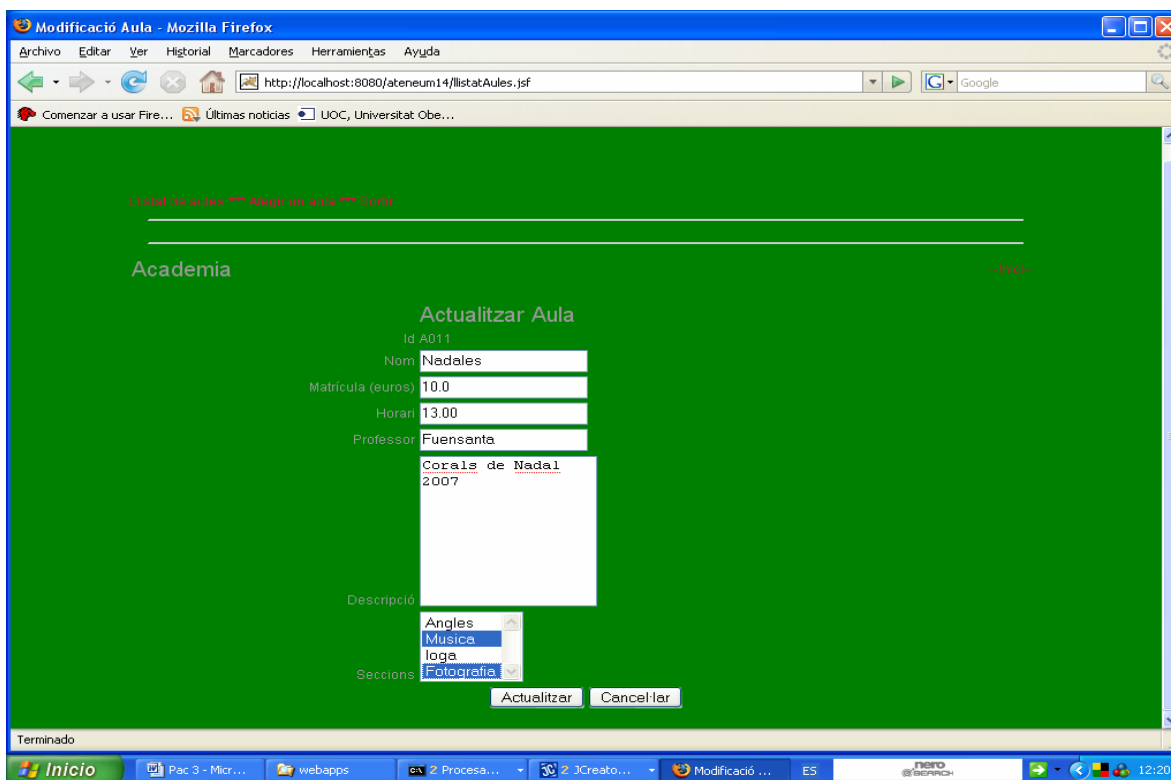 Modificació Aula - Mozilla Firefox
Archivo Editar Ver Historial Marcadores Herramientas Ayuda
http://localhost:8080/ateneum14/llistatAules.jsf
G Google
Comenzar a usar Fire... Últimas noticias UOC, Universitat Obe...
Llistat de aules *** Afegir un aula *** Sortir
Academia
Actualitzar Aula
Id A011
Nom Nadales
Matrícula (euros) 10.0
Horari 13.00
Professor Fuensanta
Corals de Nadal
2007
Descripció
Angles
Musica
Ioga
Seccions Fotografia
Actualitzar Cancel·lar
Terminado
Inicio Pac 3 - Micr... webapps 2 Procesa... 2 JCreato... Modificació ... ES nero SEARCH 12:20